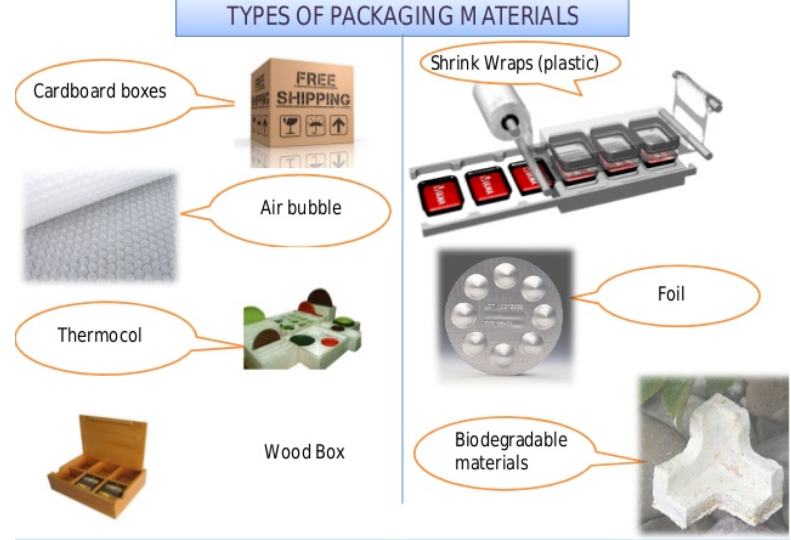 TYPES OF PACKAGING MATERIALS
Cardboard boxes
FREE
SHIPPING
Air bubble
Thermocol
Wood Box
Shrink Wraps (plastic)
Foil
Biodegradable
materials